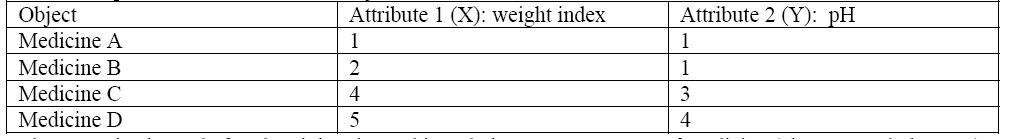 Object Attribute 1 (X): weight index Attribute 2 (Y): pH
Medicine A 1 1
Medicine B 2 1
Medicine C 4 3
Medicine D 5 4